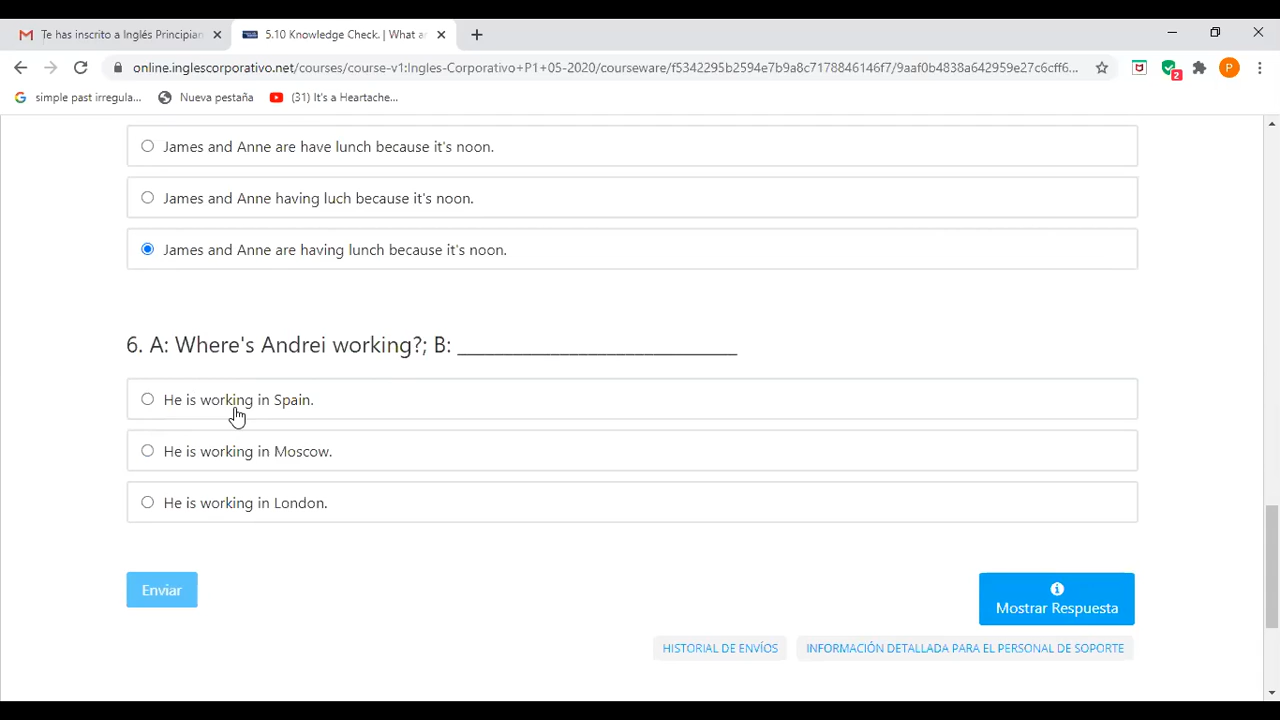 Te has inscrito a Inglés Principian
5.10 Knowledge Check. | What a
online.inglescorporativo.net/courses/course-v1:Ingles-Corporativo+P1+05-2020/courseware/f5342295b2594e7b9a8c7178846146f7/9aaf0b4838a642959e27c6cff6...
2
P
simple past irregula...
Nueva pestaña
(31) It's a Heartache...
James and Anne are have lunch because it's noon.
James and Anne having luch because it's noon.
James and Anne are having lunch because it's noon.
6. A: Where's Andrei working?; B: ______________________________
He is working in Spain.
He is working in Moscow.
He is working in London.
Enviar
Mostrar Respuesta
HISTORIAL DE ENVÍOS
INFORMACIÓN DETALLADA PARA EL PERSONAL DE SOPORTE